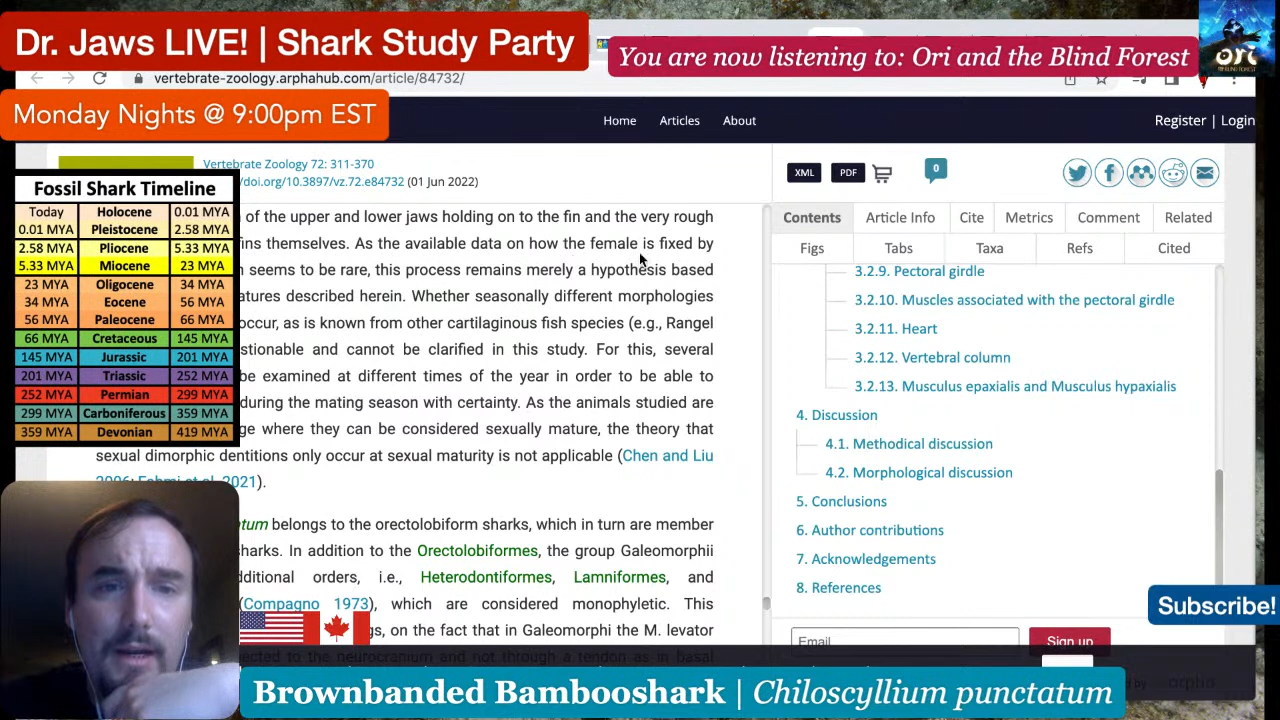 Dr. Jaws LIVE! | Shark Study Party
You are now listening to: Ori and the Blind Forest
ori
vertebrate-zoology.arphahub.com/article/84732/
Monday Nights @ 9:00pm EST
Home Articles About
Register | Login
Vertebrate Zoology 72: 311-370
/doi.org/10.3897/vz.72.e84732 (01 Jun 2022)
XML PDF 0
Fossil Shark Timeline
Today Holocene 0.01 MYA
0.01 MYA Pleistocene 2.58 MYA
2.58 MYA Pliocene 5.33 MYA
5.33 MYA Miocene 23 MYA
23 MYA Oligocene 34 MYA
34 MYA Eocene 56 MYA
56 MYA Paleocene 66 MYA
66 MYA Cretaceous 145 MYA
145 MYA Jurassic 201 MYA
201 MYA Triassic 252 MYA
252 MYA Permian 299 MYA
299 MYA Carboniferous 359 MYA
359 MYA Devonian 419 MYA
of the upper and lower jaws holding on to the fin and the very rough
fins themselves. As the available data on how the female is fixed by
seems to be rare, this process remains merely a hypothesis based
atures described herein. Whether seasonally different morphologies
occur, as is known from other cartilaginous fish species (e.g., Rangel
stionable and cannot be clarified in this study. For this, several
be examined at different times of the year in order to be able to
during the mating season with certainty. As the animals studied are
ge where they can be considered sexually mature, the theory that
sexual dimorphic dentitions only occur at sexual maturity is not applicable (Chen and Liu
2006; Fahmi et al. 2021).
tum belongs to the orectolobiform sharks, which in turn are member
sharks. In addition to the Orectolobiformes, the group Galeomorphii
dditional orders, i.e., Heterodontiformes, Lamniformes, and
(Compagno 1973), which are considered monophyletic. This
gs, on the fact that in Galeomorphi the M. levator
ected to the neurocranium and not through a tendon as in basal
Contents Article Info Cite Metrics Comment Related
Figs Tabs Taxa Refs Cited
3.2.9. Pectoral girdle
3.2.10. Muscles associated with the pectoral girdle
3.2.11. Heart
3.2.12. Vertebral column
3.2.13. Musculus epaxialis and Musculus hypaxialis
4. Discussion
4.1. Methodical discussion
4.2. Morphological discussion
5. Conclusions
6. Author contributions
7. Acknowledgements
8. References
Subscribe!
Email
Sign up
Brownbanded Bambooshark | Chiloscyllium punctatum